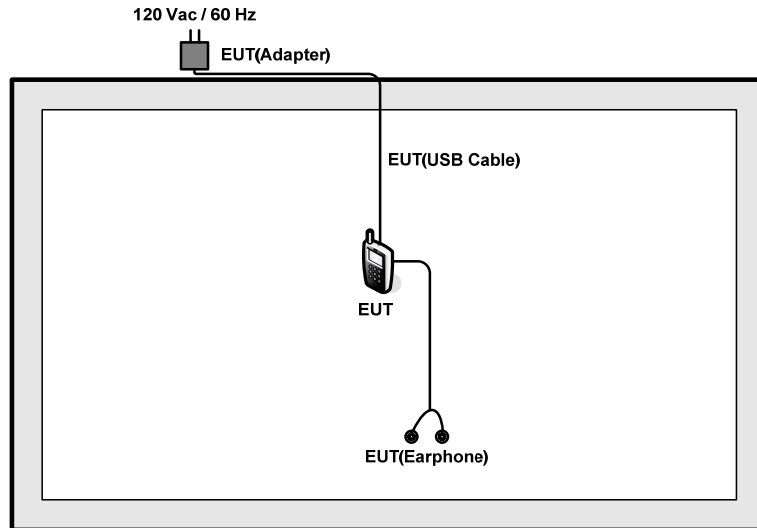 120 Vac / 60 Hz
EUT(Adapter)
EUT(USB Cable)
EUT
EUT(Earphone)